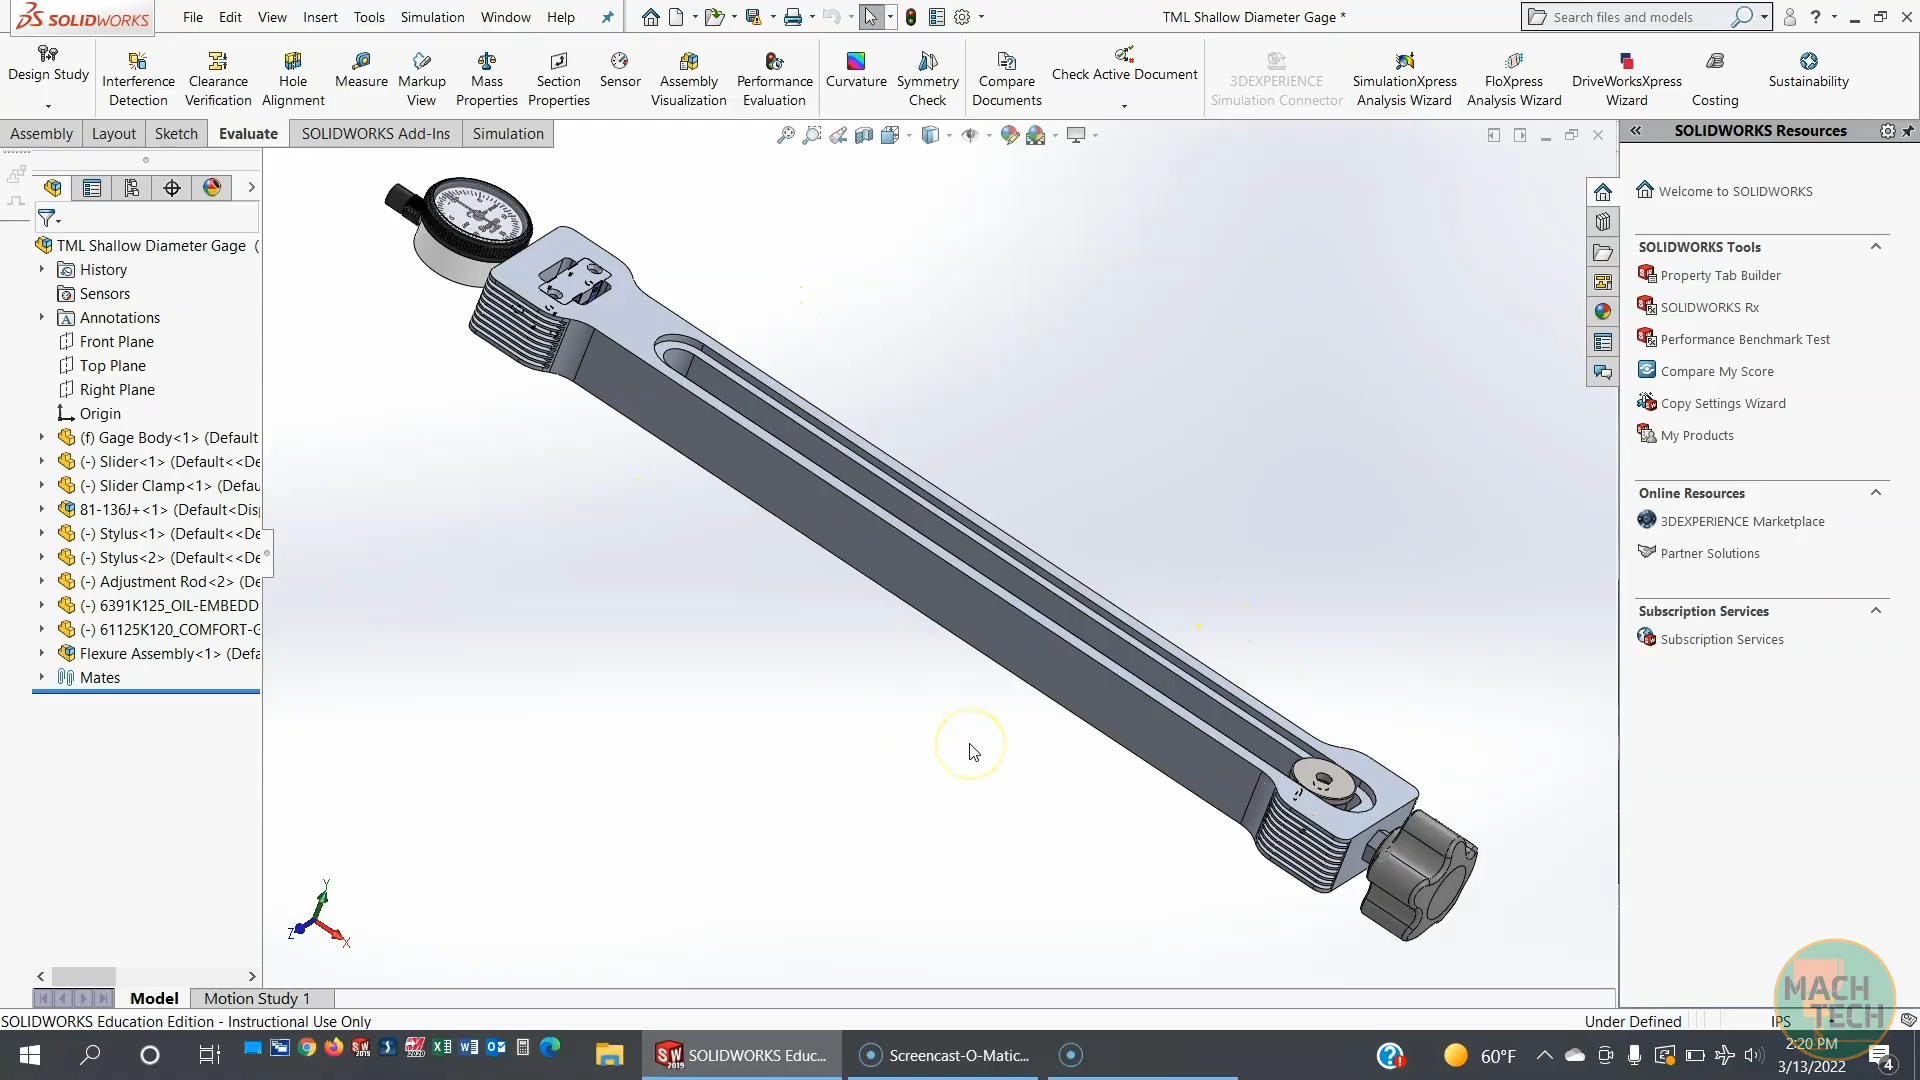 SOLIDWORKS
File Edit View Insert Tools Simulation Window Help
TML Shallow Diameter Gage *
Search files and models
Design Study
Interference Detection
Clearance Verification
Hole Alignment
Measure
Markup View
Mass Properties
Section Properties
Sensor
Assembly Visualization
Performance Evaluation
Curvature
Symmetry Check
Compare Documents
Check Active Document
3DEXPERIENCE Simulation Connector
SimulationXpress Analysis Wizard
FloXpress Analysis Wizard
DriveWorksXpress Wizard
Costing
Sustainability
Assembly Layout Sketch Evaluate SOLIDWORKS Add-Ins Simulation
TML Shallow Diameter Gage (
History
Sensors
Annotations
Front Plane
Top Plane
Right Plane
Origin
(f) Gage Body<1> (Default
(-) Slider<1> (Default<<De
(-) Slider Clamp<1> (Defau
81-136J+<1> (Default<Dis
(-) Stylus<1> (Default<<De
(-) Stylus<2> (Default<<De
(-) Adjustment Rod<2> (De
(-) 6391K125_OIL-EMBEDD
(-) 61125K120_COMFORT-G
Flexure Assembly<1> (Defa
Mates
Y
Z
X
Model Motion Study 1
SOLIDWORKS Education Edition - Instructional Use Only
Under Defined
IPS
SOLIDWORKS Resources
Welcome to SOLIDWORKS
SOLIDWORKS Tools
Property Tab Builder
SOLIDWORKS Rx
Performance Benchmark Test
Compare My Score
Copy Settings Wizard
My Products
Online Resources
3DEXPERIENCE Marketplace
Partner Solutions
Subscription Services
Subscription Services
MACH
TECH
SOLIDWORKS Educ...
Screencast-O-Matic...
60°F
2:20 PM
3/13/2022
4